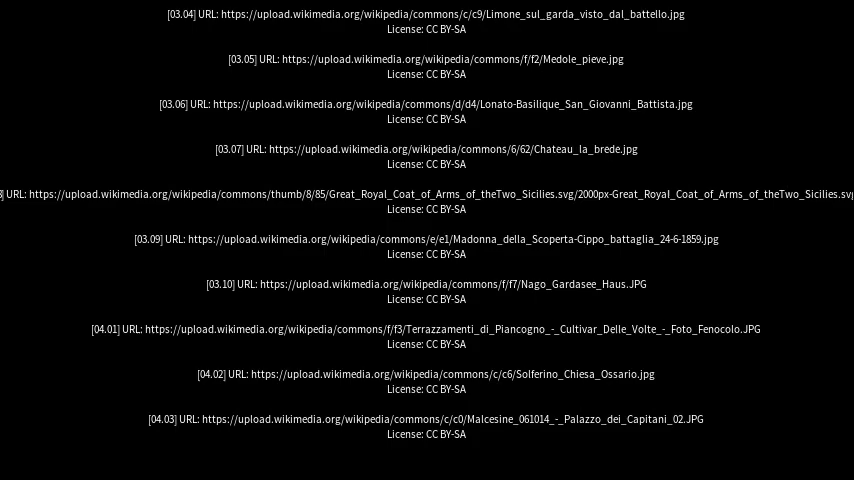 [03.04] URL: https://upload.wikimedia.org/wikipedia/commons/c/c9/Limone_sul_garda_visto_dal_battello.jpg
License: CC BY-SA
[03.05] URL: https://upload.wikimedia.org/wikipedia/commons/f/f2/Medole_pieve.jpg
License: CC BY-SA
[03.06] URL: https://upload.wikimedia.org/wikipedia/commons/d/d4/Lonato-Basilique_San_Giovanni_Battista.jpg
License: CC BY-SA
[03.07] URL: https://upload.wikimedia.org/wikipedia/commons/6/62/Chateau_la_brede.jpg
License: CC BY-SA
] URL: https://upload.wikimedia.org/wikipedia/commons/thumb/8/85/Great_Royal_Coat_of_Arms_of_theTwo_Sicilies.svg/2000px-Great_Royal_Coat_of_Arms_of_theTwo_Sicilies.sv
License: CC BY-SA
[03.09] URL: https://upload.wikimedia.org/wikipedia/commons/e/e1/Madonna_della_Scoperta-Cippo_battaglia_24-6-1859.jpg
License: CC BY-SA
[03.10] URL: https://upload.wikimedia.org/wikipedia/commons/f/f7/Nago_Gardasee_Haus.JPG
License: CC BY-SA
[04.01] URL: https://upload.wikimedia.org/wikipedia/commons/f/f3/Terrazzamenti_di_Piancogno_-_Cultivar_Delle_Volte_-_Foto_Fenocolo.JPG
License: CC BY-SA
[04.02] URL: https://upload.wikimedia.org/wikipedia/commons/c/c6/Solferino_Chiesa_Ossario.jpg
License: CC BY-SA
[04.03] URL: https://upload.wikimedia.org/wikipedia/commons/c/c0/Malcesine_061014_-_Palazzo_dei_Capitani_02.JPG
License: CC BY-SA